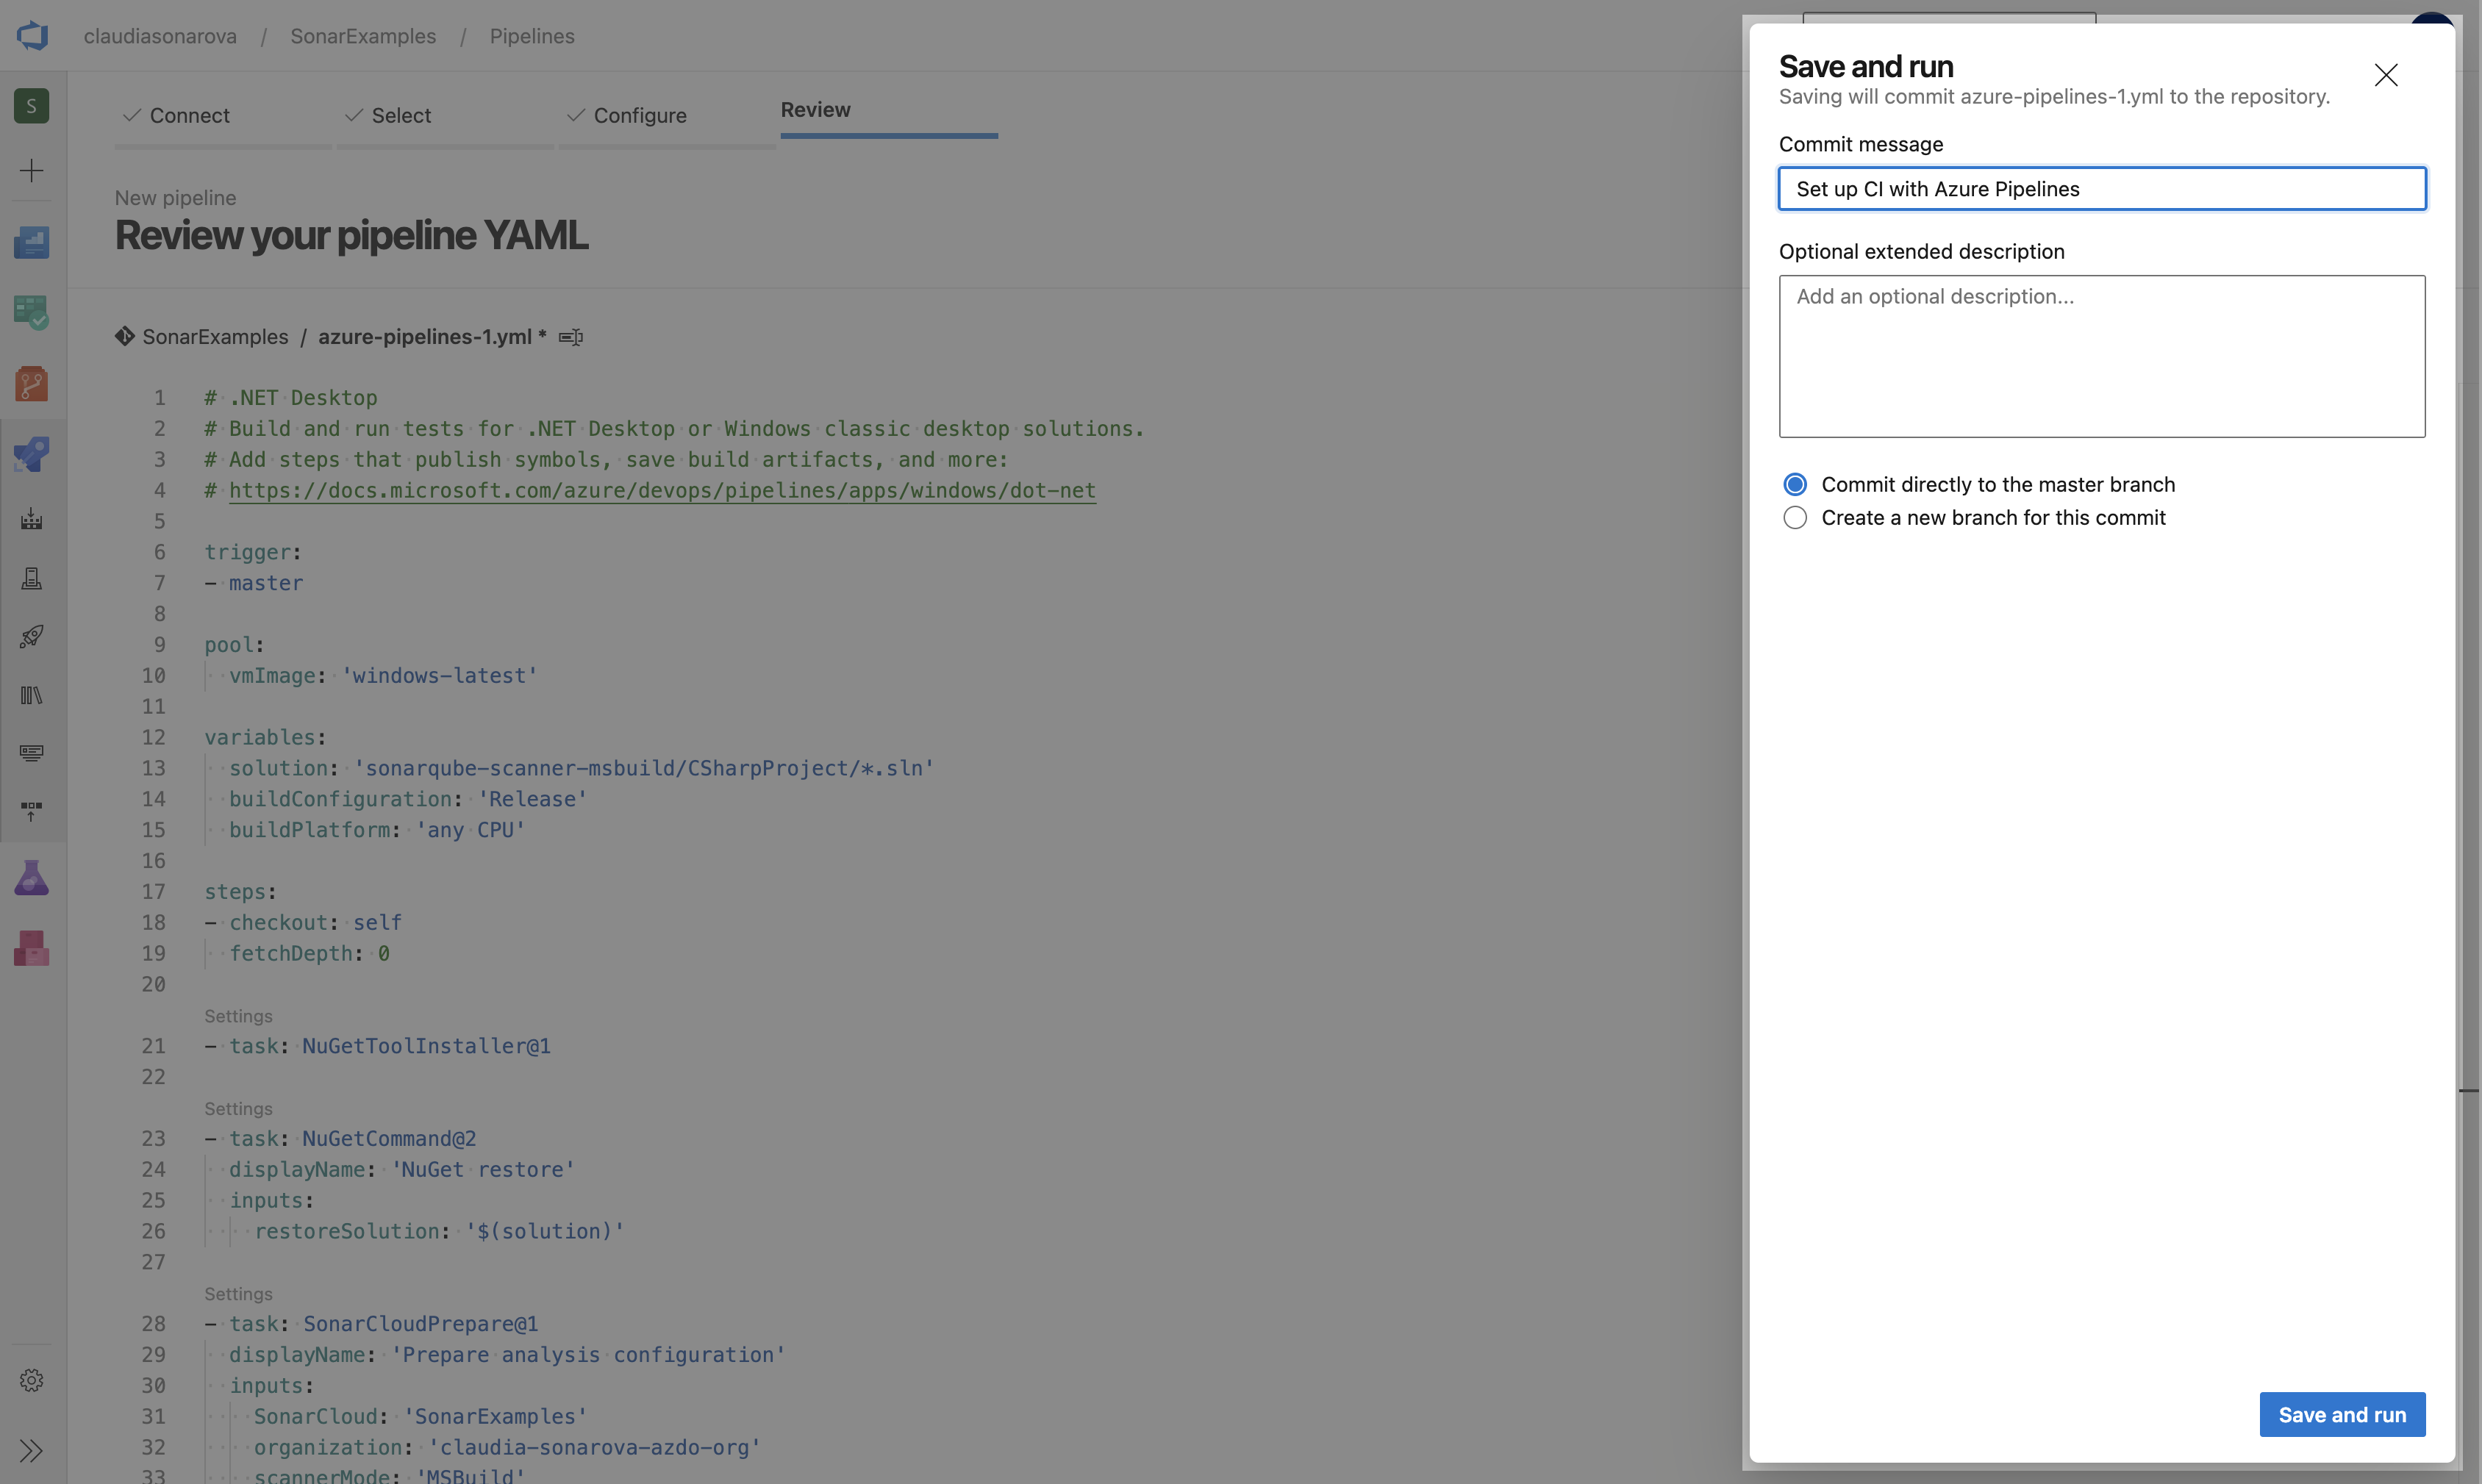 claudiasonarova / SonarExamples / Pipelines
S
Connect
Select
Configure
Review
New pipeline
Review your pipeline YAML
SonarExamples / azure-pipelines-1.yml *
1 # .NET Desktop
2 # Build and run tests for .NET Desktop or Windows classic desktop solutions.
3 # Add steps that publish symbols, save build artifacts, and more:
4 # https://docs.microsoft.com/azure/devops/pipelines/apps/windows/dot-net
5
6 trigger:
7 - master
8
9 pool:
10 vmImage: 'windows-latest'
11
12 variables:
13 solution: 'sonarqube-scanner-msbuild/CSharpProject/*.sln'
14 buildConfiguration: 'Release'
15 buildPlatform: 'any CPU'
16
17 steps:
18 - checkout: self
19 fetchDepth: 0
20
Settings
21 - task: NuGetToolInstaller@1
22
Settings
23 - task: NuGetCommand@2
24 displayName: 'NuGet restore'
25 inputs:
26 restoreSolution: '$(solution)'
27
Settings
28 - task: SonarCloudPrepare@1
29 displayName: 'Prepare analysis configuration'
30 inputs:
31 SonarCloud: 'SonarExamples'
32 organization: 'claudia-sonarova-azdo-org'
33 scannerMode: 'MSBuild'
Save and run
Saving will commit azure-pipelines-1.yml to the repository.
Commit message
Set up CI with Azure Pipelines
Optional extended description
Add an optional description...
Commit directly to the master branch
Create a new branch for this commit
Save and run